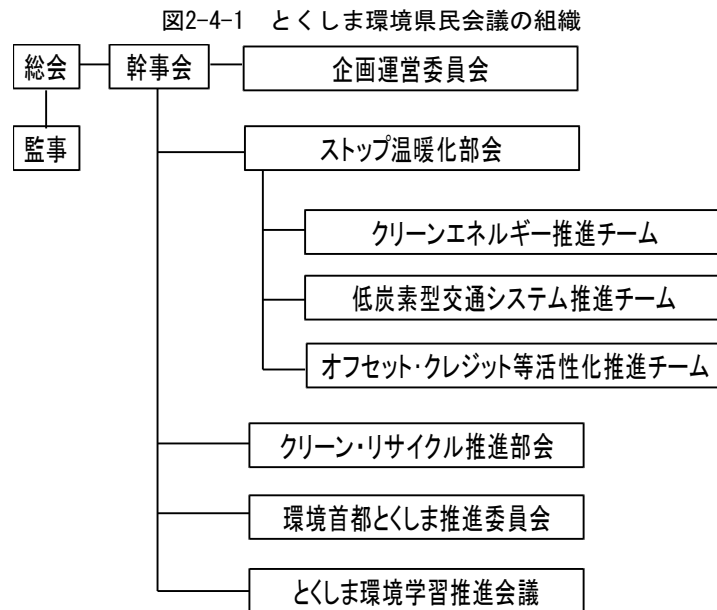 図2-4-1 とくしま環境県民会議の組織
総会
幹事会
企画運営委員会
監事
ストップ温暖化部会
クリーンエネルギー推進チーム
低炭素型交通システム推進チーム
オフセット・クレジット等活性化推進チーム
クリーン・リサイクル推進部会
環境首都とくしま推進委員会
とくしま環境学習推進会議